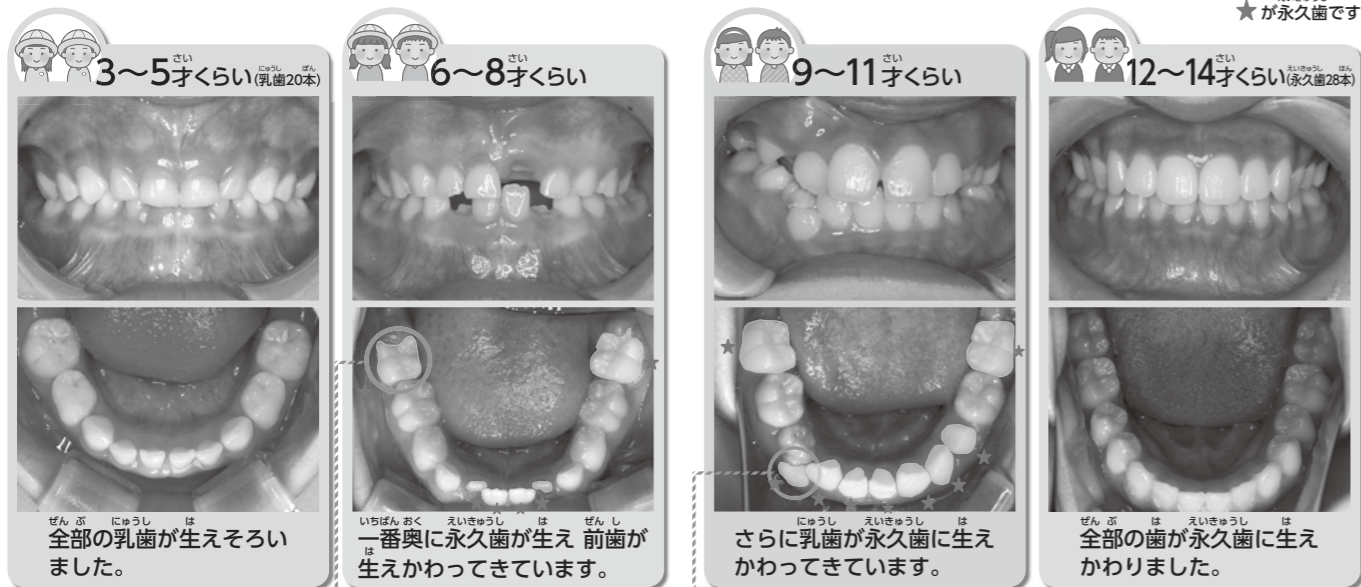 ★が永久歯です
3〜5才くらい(乳歯20本)
全部の乳歯が生えそろい
ました。
6〜8才くらい
一番奥に永久歯が生え 前歯が
生えかわってきています。
9〜11才くらい
さらに乳歯が永久歯に生え
かわってきています。
12〜14才くらい(永久歯28本)
全部の歯が永久歯に生え
かわりました。